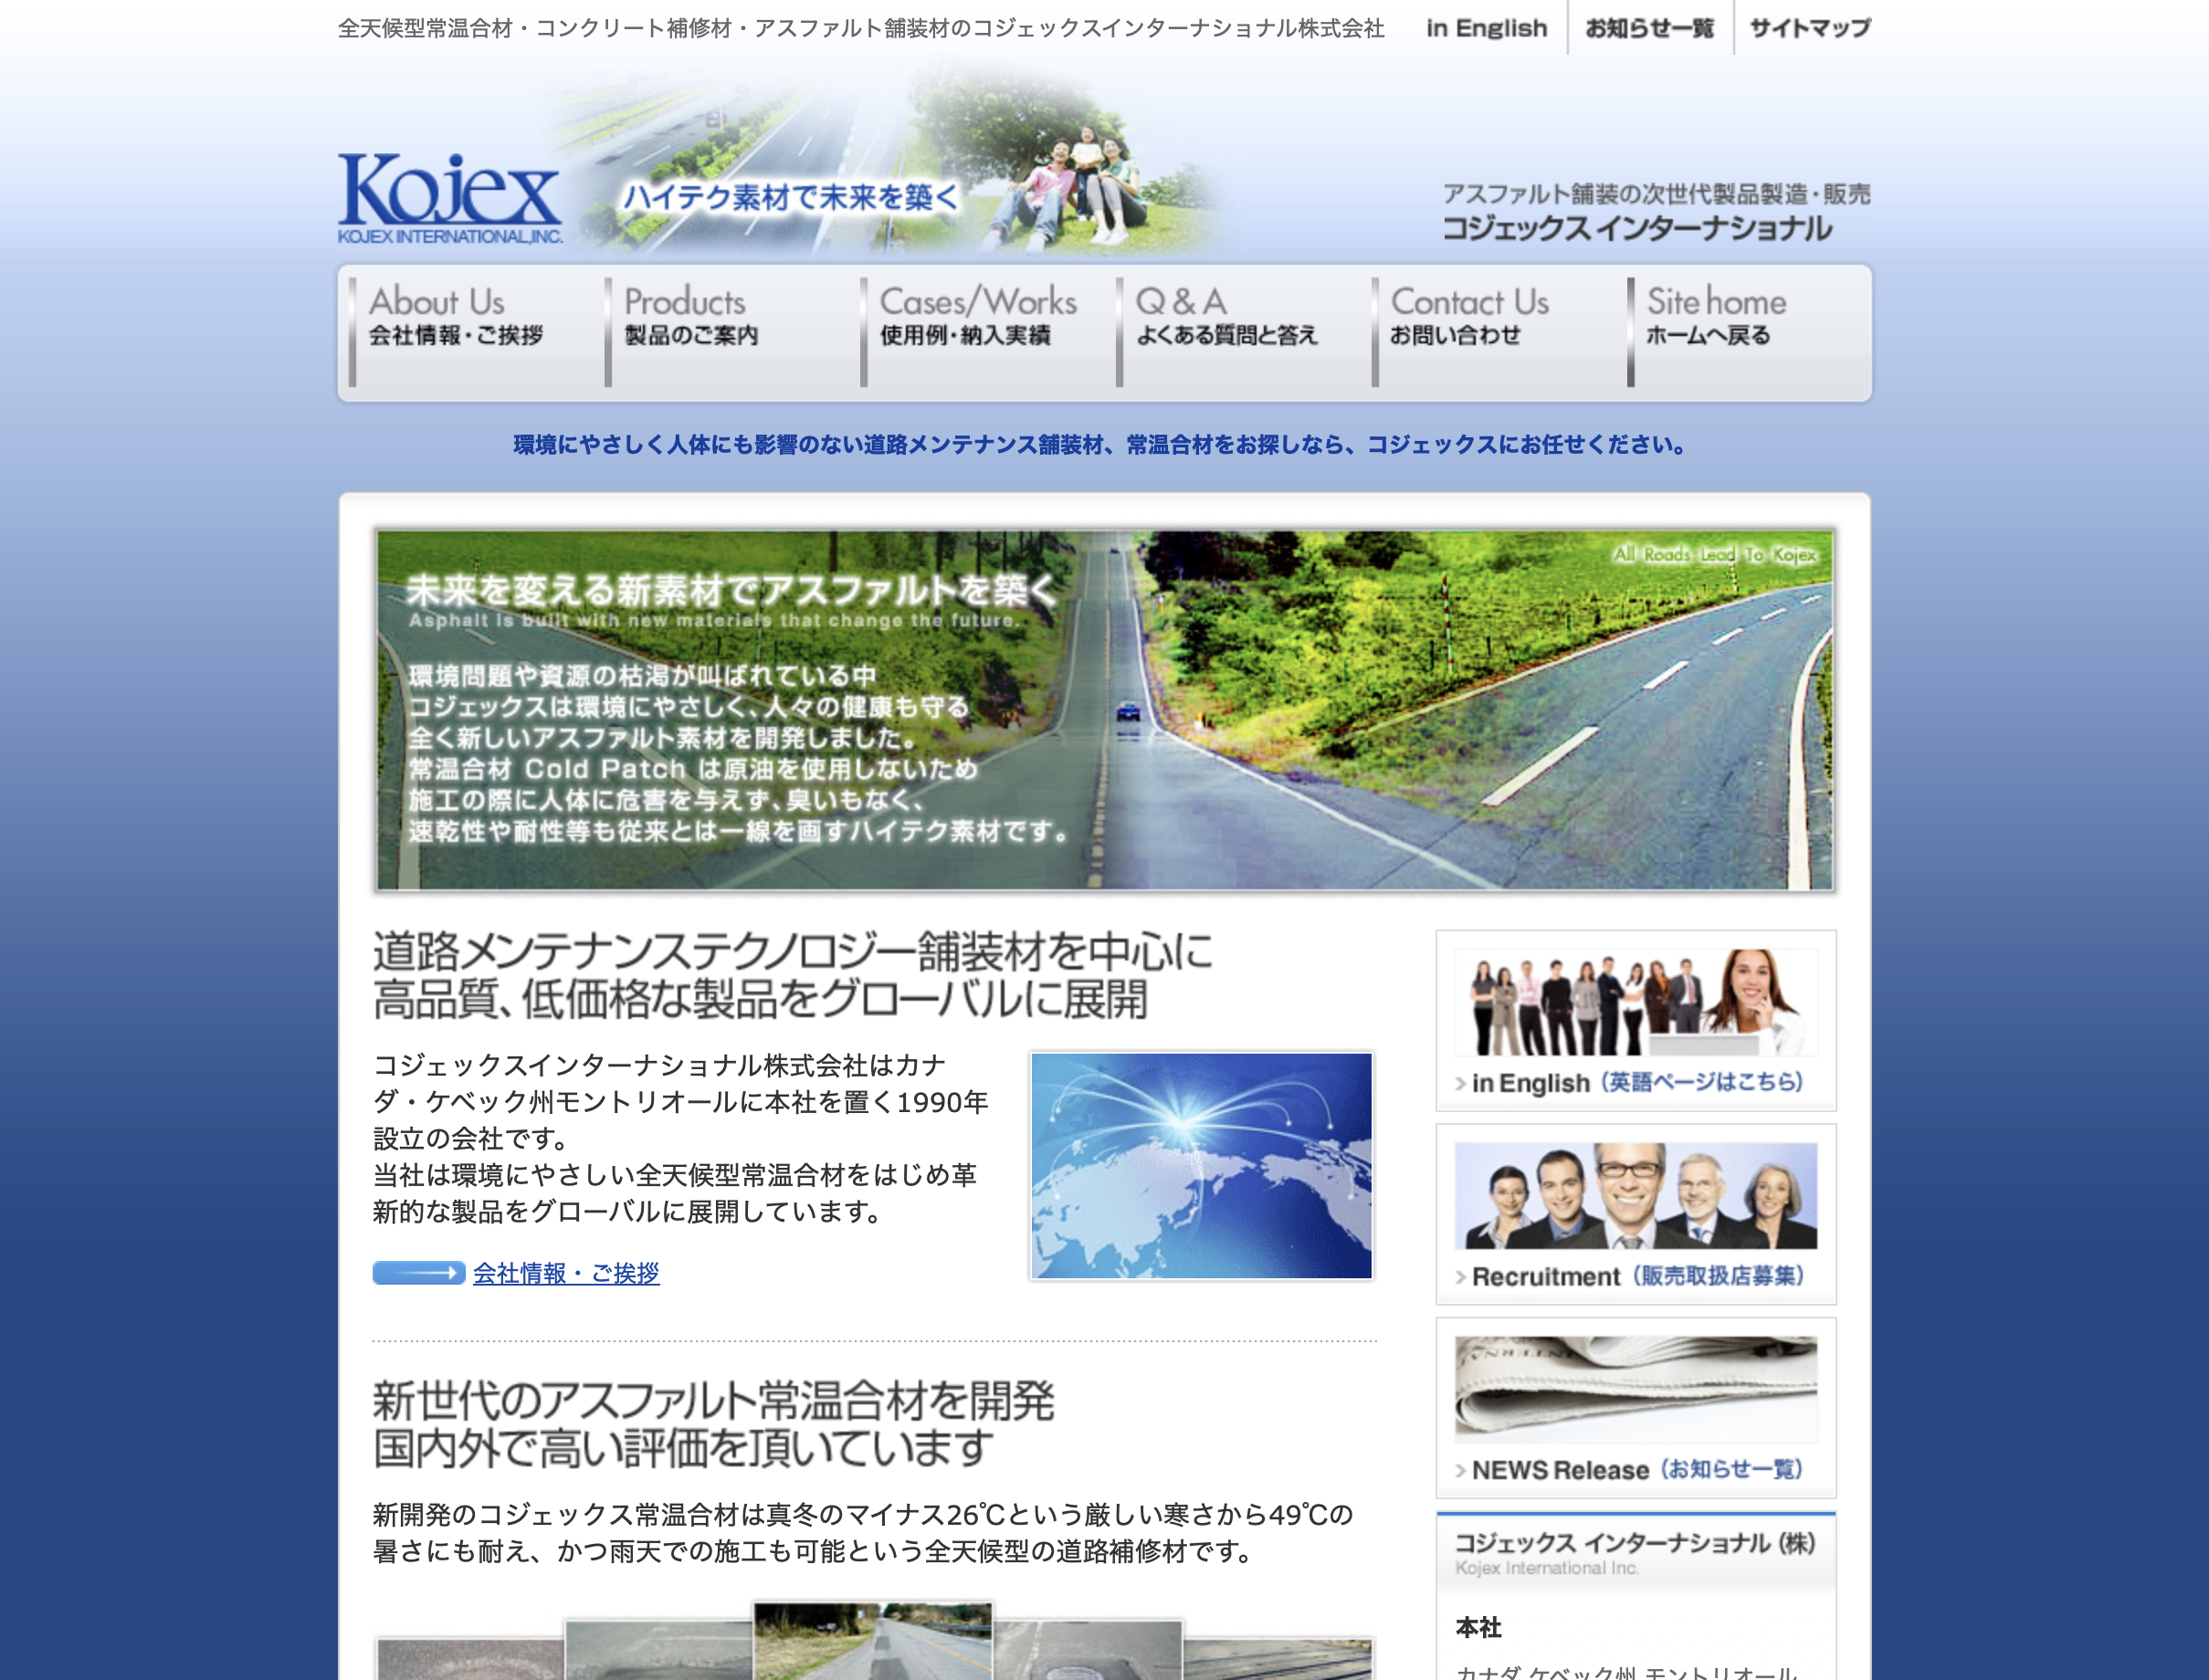 全天候型常温合材・コンクリート補修材・アスファルト舗装材のコジェックスインターナショナル株式会社
in English
お知らせ一覧
サイトマップ
Kojex
KOJEX INTERNATIONAL,INC.
ハイテク素材で未来を築く
アスファルト舗装の次世代製品製造・販売
コジェックス インターナショナル
About Us
会社情報・ご挨拶
Products
製品のご案内
Cases/Works
使用例・納入実績
Q & A
よくある質問と答え
Contact Us
お問い合わせ
Site home
ホームへ戻る
環境にやさしく人体にも影響のない道路メンテナンス舗装材、常温合材をお探しなら、コジェックスにお任せください。
All Roads Lead To Kojex
未来を変える新素材でアスファルトを築く
Asphalt is built with new materials that change the future.
環境問題や資源の枯渇が叫ばれている中
コジェックスは環境にやさしく、人々の健康も守る
全く新しいアスファルト素材を開発しました。
常温合材 Cold Patch は原油を使用しないため
施工の際に人体に危害を与えず、臭いもなく、
速乾性や耐性等も従来とは一線を画すハイテク素材です。
道路メンテナンステクノロジー舗装材を中心に
高品質、低価格な製品をグローバルに展開
コジェックスインターナショナル株式会社はカナ
ダ・ケベック州モントリオールに本社を置く1990年
設立の会社です。
当社は環境にやさしい全天候型常温合材をはじめ革
新的な製品をグローバルに展開しています。
会社情報・ご挨拶
新世代のアスファルト常温合材を開発
国内外で高い評価を頂いています
新開発のコジェックス常温合材は真冬のマイナス26℃という厳しい寒さから49℃の
暑さにも耐え、かつ雨天での施工も可能という全天候型の道路補修材です。
in English（英語ページはこちら）
Recruitment（販売取扱店募集）
NEWS Release（お知らせ一覧）
コジェックス インターナショナル（株）
Kojex International Inc.
本社
カナダ ケベック州 モントリオール